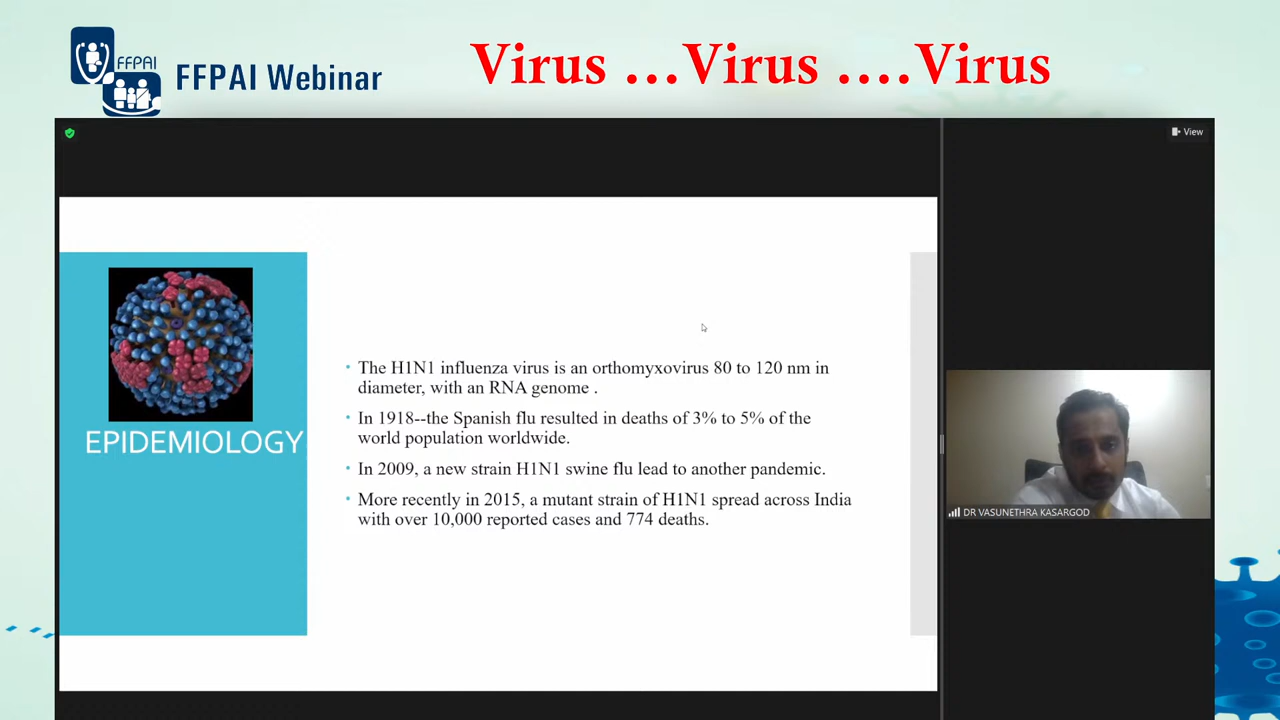 FFPAI
FFPAI Webinar
Virus ...Virus ....Virus
View
EPIDEMIOLOGY
• The H1N1 influenza virus is an orthomyxovirus 80 to 120 nm in
diameter, with an RNA genome .
• In 1918--the Spanish flu resulted in deaths of 3% to 5% of the
world population worldwide.
• In 2009, a new strain H1N1 swine flu lead to another pandemic.
• More recently in 2015, a mutant strain of H1N1 spread across India
with over 10,000 reported cases and 774 deaths.
DR VASUNETHRA KASARGOD